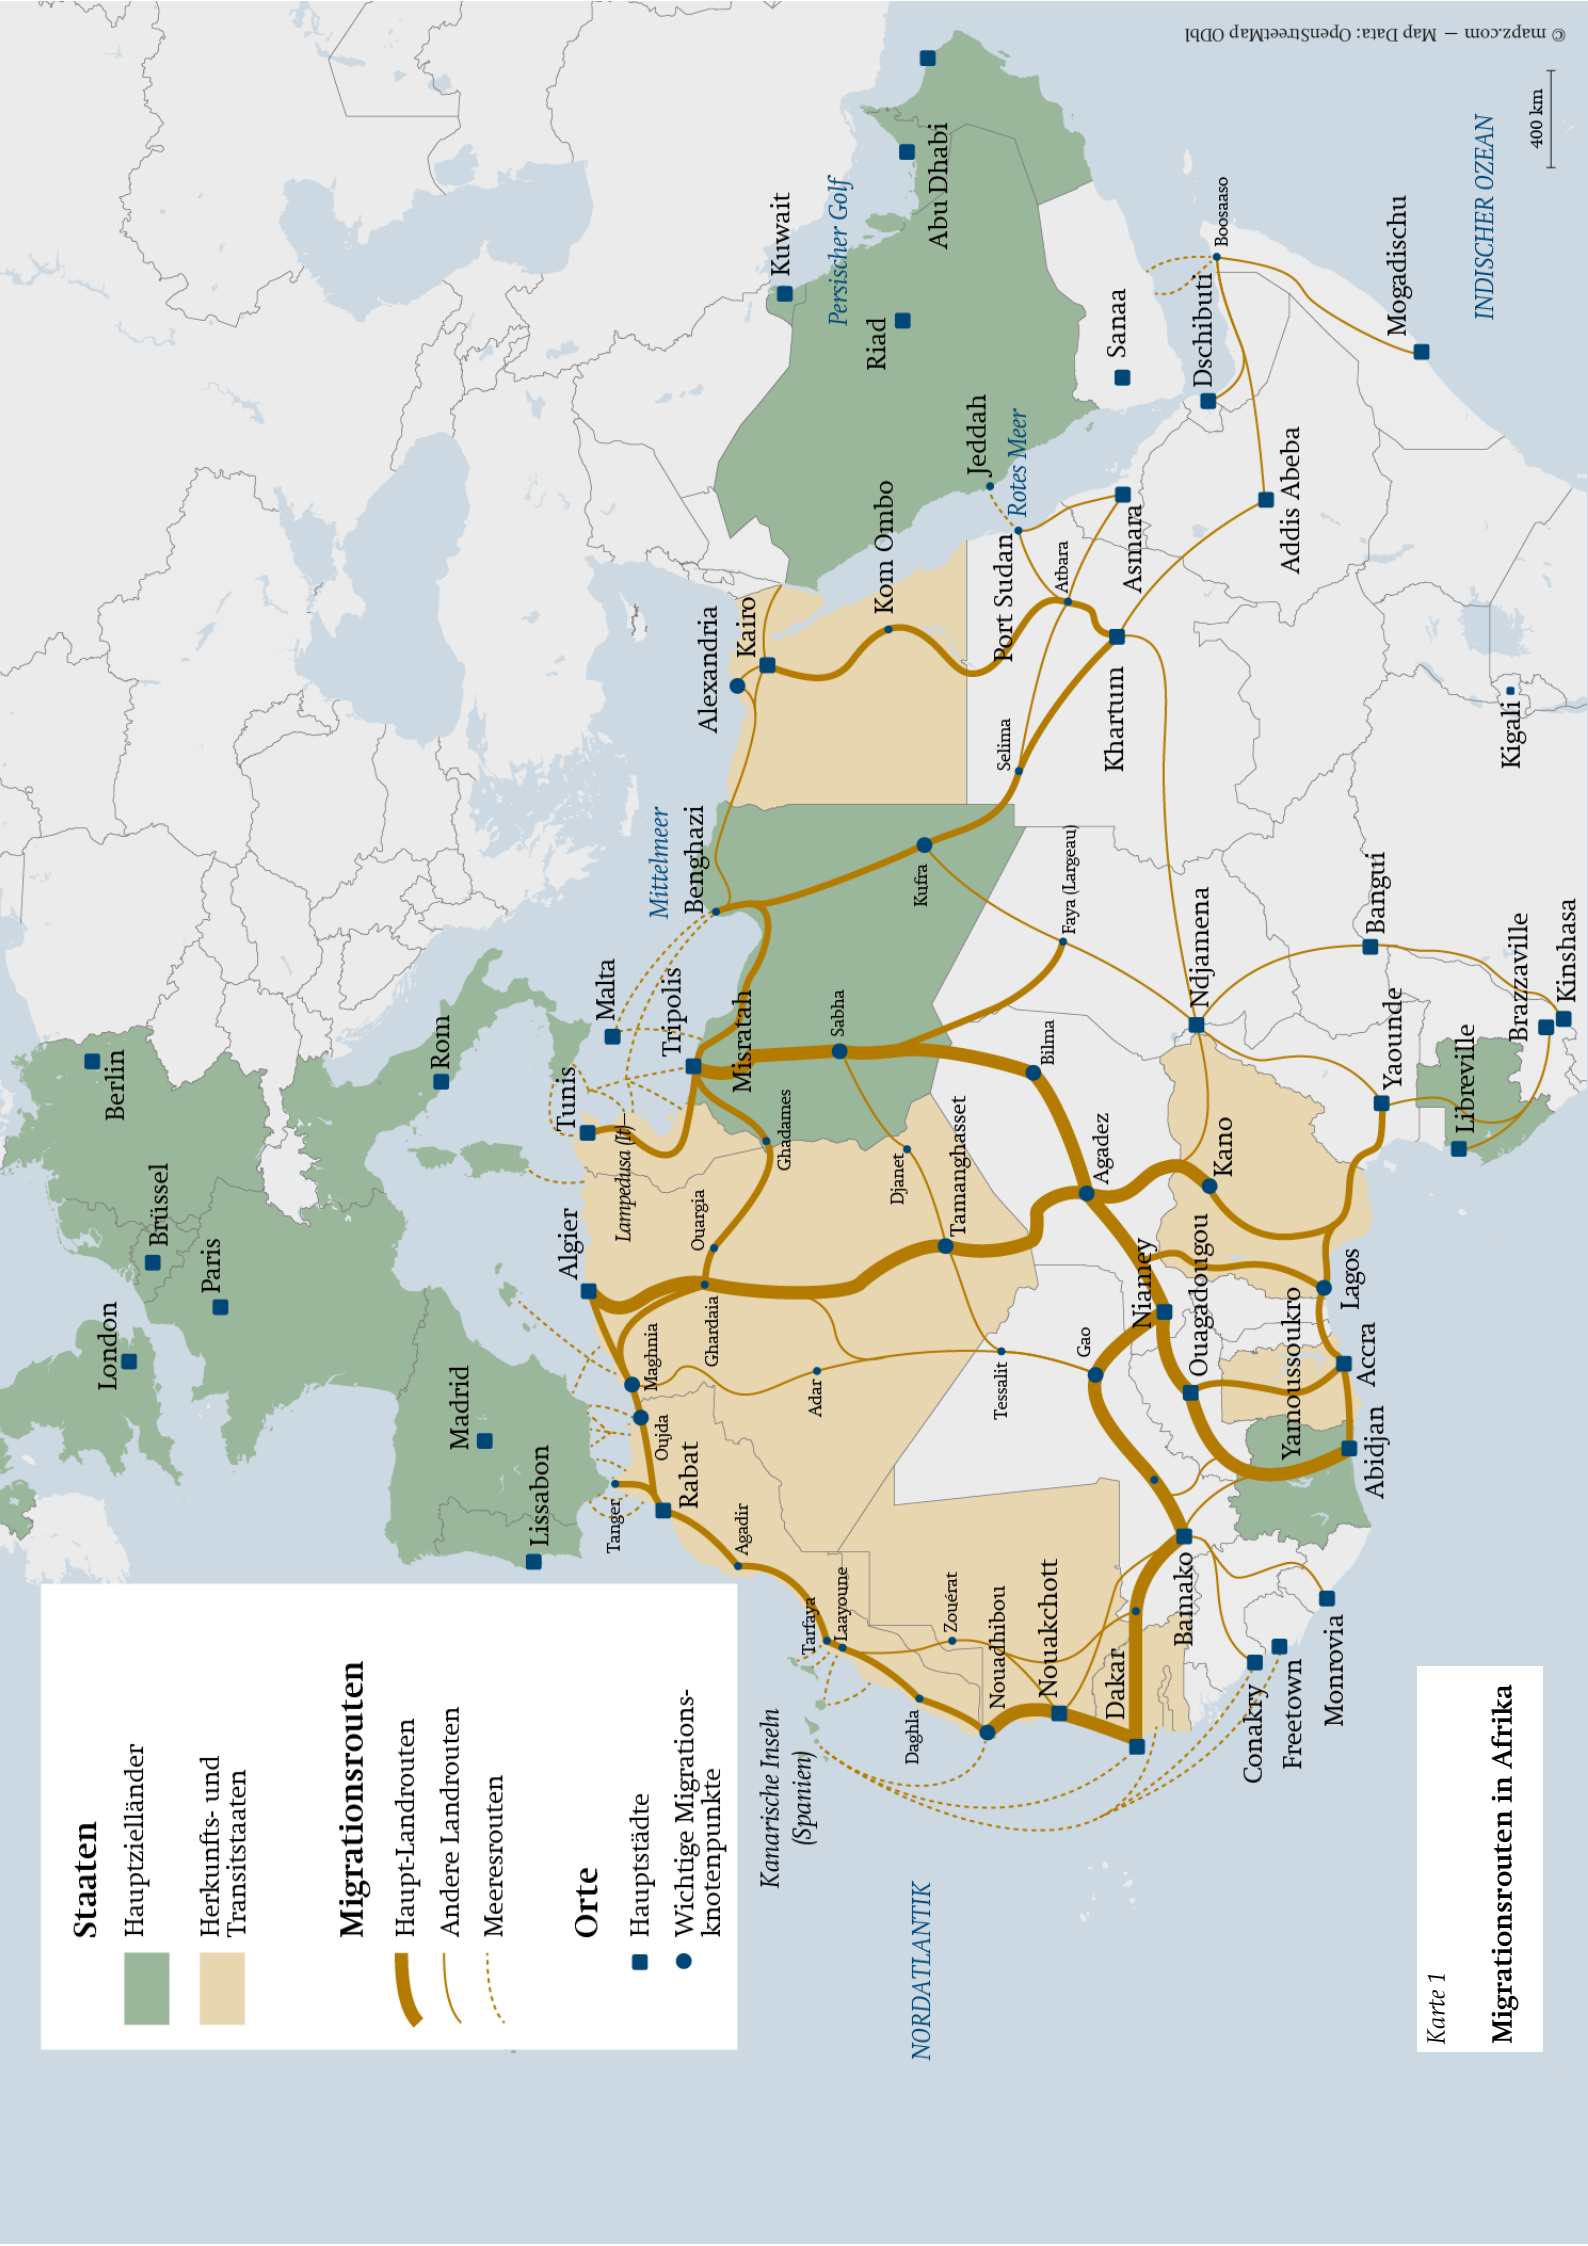 Staaten
Hauptzielländer
Herkunfts- und
Transitstaaten
Migrationsrouten
Haupt-Landrouten
Andere Landrouten
Meeresrouten
Orte
Hauptstädte
Wichtige Migrations-
knotenpunkte
London
Brüssel
Berlin
Paris
Madrid
Lissabon
Rom
Algier
Tunis
Malta
Lampedusa (It)
Tripolis
Misratah
Mittelmeer
Benghazi
Alexandria
Kairo
Kuwait
Persischer Golf
Abu Dhabi
Riad
Jeddah
Rotes Meer
Kom Ombo
Sanaa
Tanger
Rabat
Oujda
Maghnia
Ghardaia
Ouargia
Ghadames
Agadir
Tarfaya
Laayoune
Kanarische Inseln
(Spanien)
Adar
Djanet
Sabha
Kufra
Tamanghasset
Tessalit
Zouérat
Daghla
Nouadhibou
Nouakchott
NORDATLANTIK
Gao
Agadez
Bilma
Faya (Largeau)
Selima
Port Sudan
Atbara
Asmara
Khartum
Dschibuti
Boosaaso
Addis Abeba
Mogadischu
INDISCHER OZEAN
Dakar
Bamako
Niamey
Ouagadougou
Kano
Ndjamena
Conakry
Freetown
Monrovia
Yamoussoukro
Abidjan
Accra
Lagos
Yaounde
Bangui
Libreville
Brazzaville
Kinshasa
Kigali
Karte 1
Migrationsrouten in Afrika
400 km
© mapz.com – Map Data: OpenStreetMap ODbl